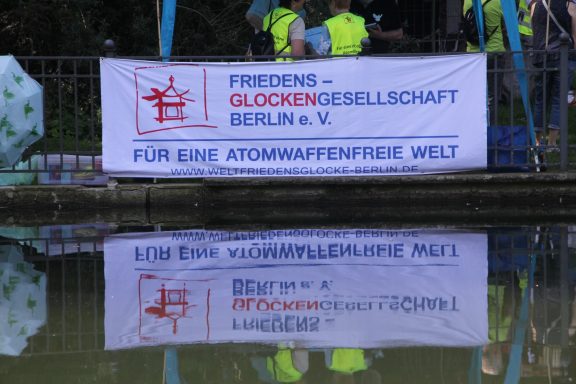 FRIEDENS –
GLOCKENGESELLSCHAFT
BERLIN e. V.
FÜR EINE ATOMWAFFENFREIE WELT
WWW.WELTFRIEDENSGLOCKE-BERLIN.DE